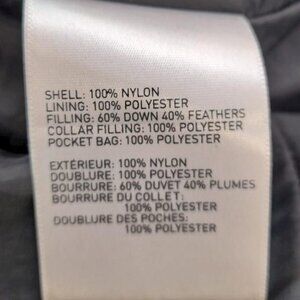 SHELL: 100% NYLON
LINING: 100% POLYESTER
FILLING: 60% DOWN 40% FEATHERS
COLLAR FILLING: 100% POLYESTER
POCKET BAG: 100% POLYESTER
EXTÉRIEUR: 100% NYLON
DOUBLURE: 100% POLYESTER
BOURRURE: 60% DUVET 40% PLUMES
BOURRURE DU COLLET:
100% POLYESTER
DOUBLURE DES POCHES:
100% POLYESTER